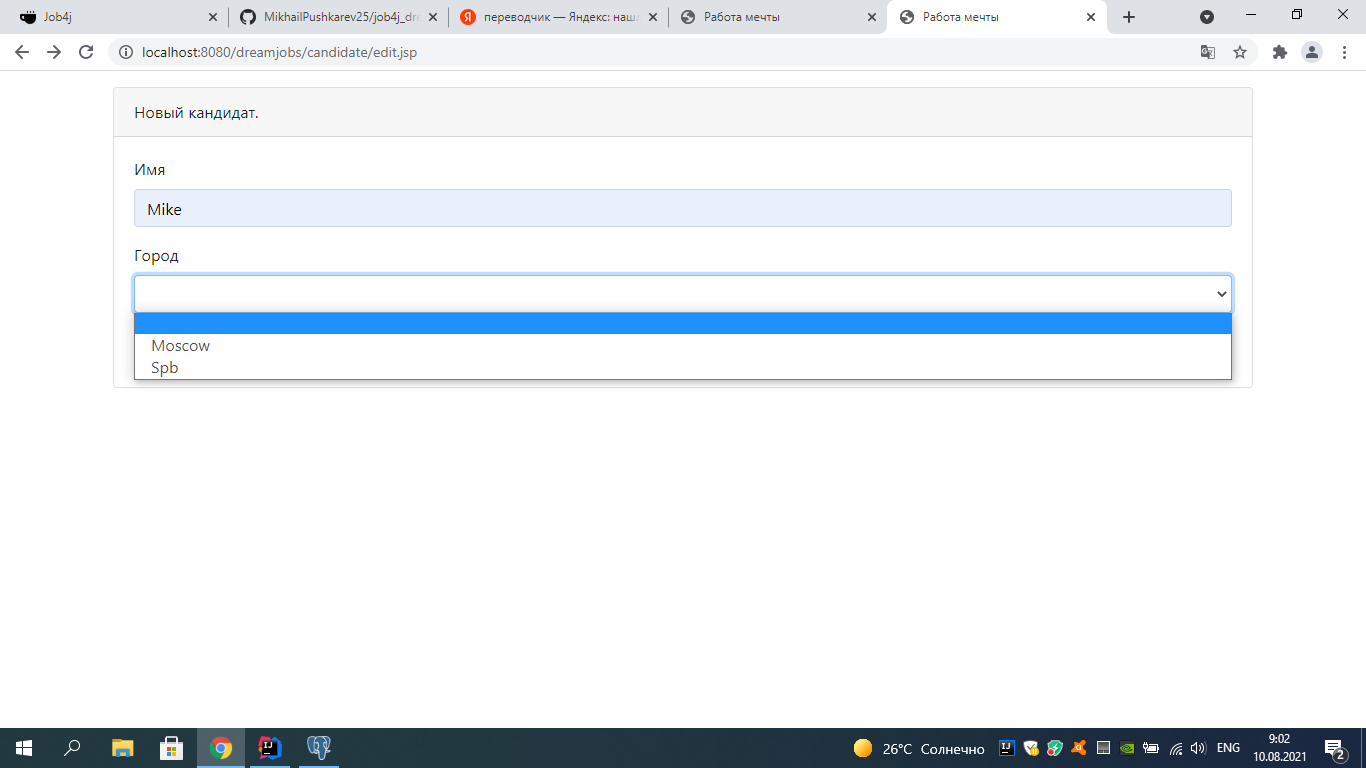 Job4j
MikhailPushkarev25/job4j_dre
переводчик — Яндекс: наш
Работа мечты
Работа мечты
localhost:8080/dreamjobs/candidate/edit.jsp
Новый кандидат.
Имя
Mike
Город
Moscow
Spb
26°C Солнечно
ENG
9:02
10.08.2021
2